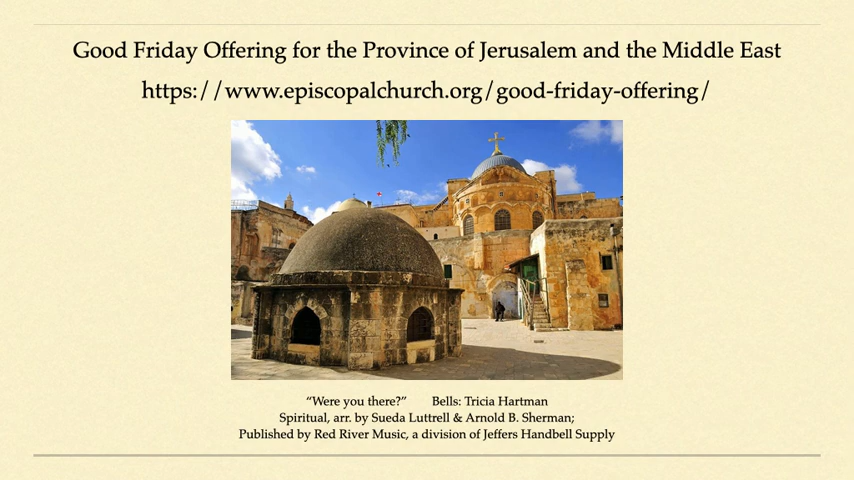 Good Friday Offering for the Province of Jerusalem and the Middle East
https://www.episcopalchurch.org/good-friday-offering/
“Were you there?” Bells: Tricia Hartman
Spiritual, arr. by Sueda Luttrell & Arnold B. Sherman;
Published by Red River Music, a division of Jeffers Handbell Supply